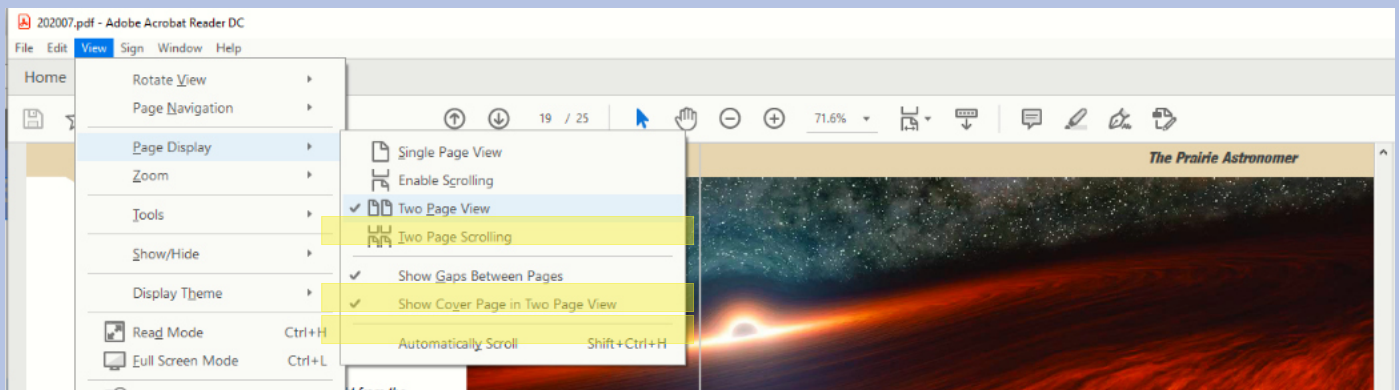 202007.pdf - Adobe Acrobat Reader DC
File Edit View Sign Window Help
Home
19 / 25 71.6%
Rotate View
Page Navigation
Page Display
Zoom
Tools
Show/Hide
Display Theme
Read Mode Ctrl+H
Full Screen Mode Ctrl+L
Single Page View
Enable Scrolling
Two Page View
Two Page Scrolling
Show Gaps Between Pages
Show Cover Page in Two Page View
Automatically Scroll Shift+Ctrl+H
The Prairie Astronomer